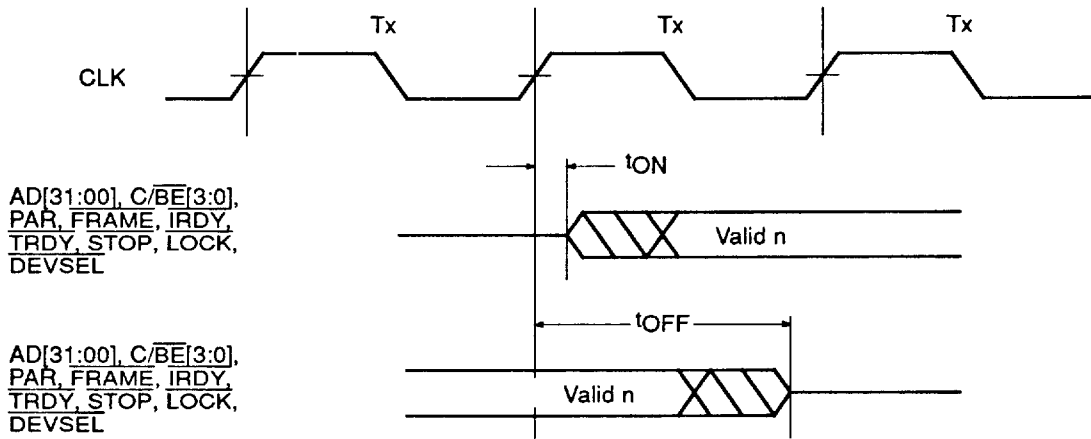 Tx Tx Tx
CLK
tON
AD[31:00], C/BE[3:0],
PAR, FRAME, IRDY,
TRDY, STOP, LOCK,
DEVSEL
Valid n
tOFF
AD[31:00], C/BE[3:0],
PAR, FRAME, IRDY,
TRDY, STOP, LOCK,
DEVSEL
Valid n